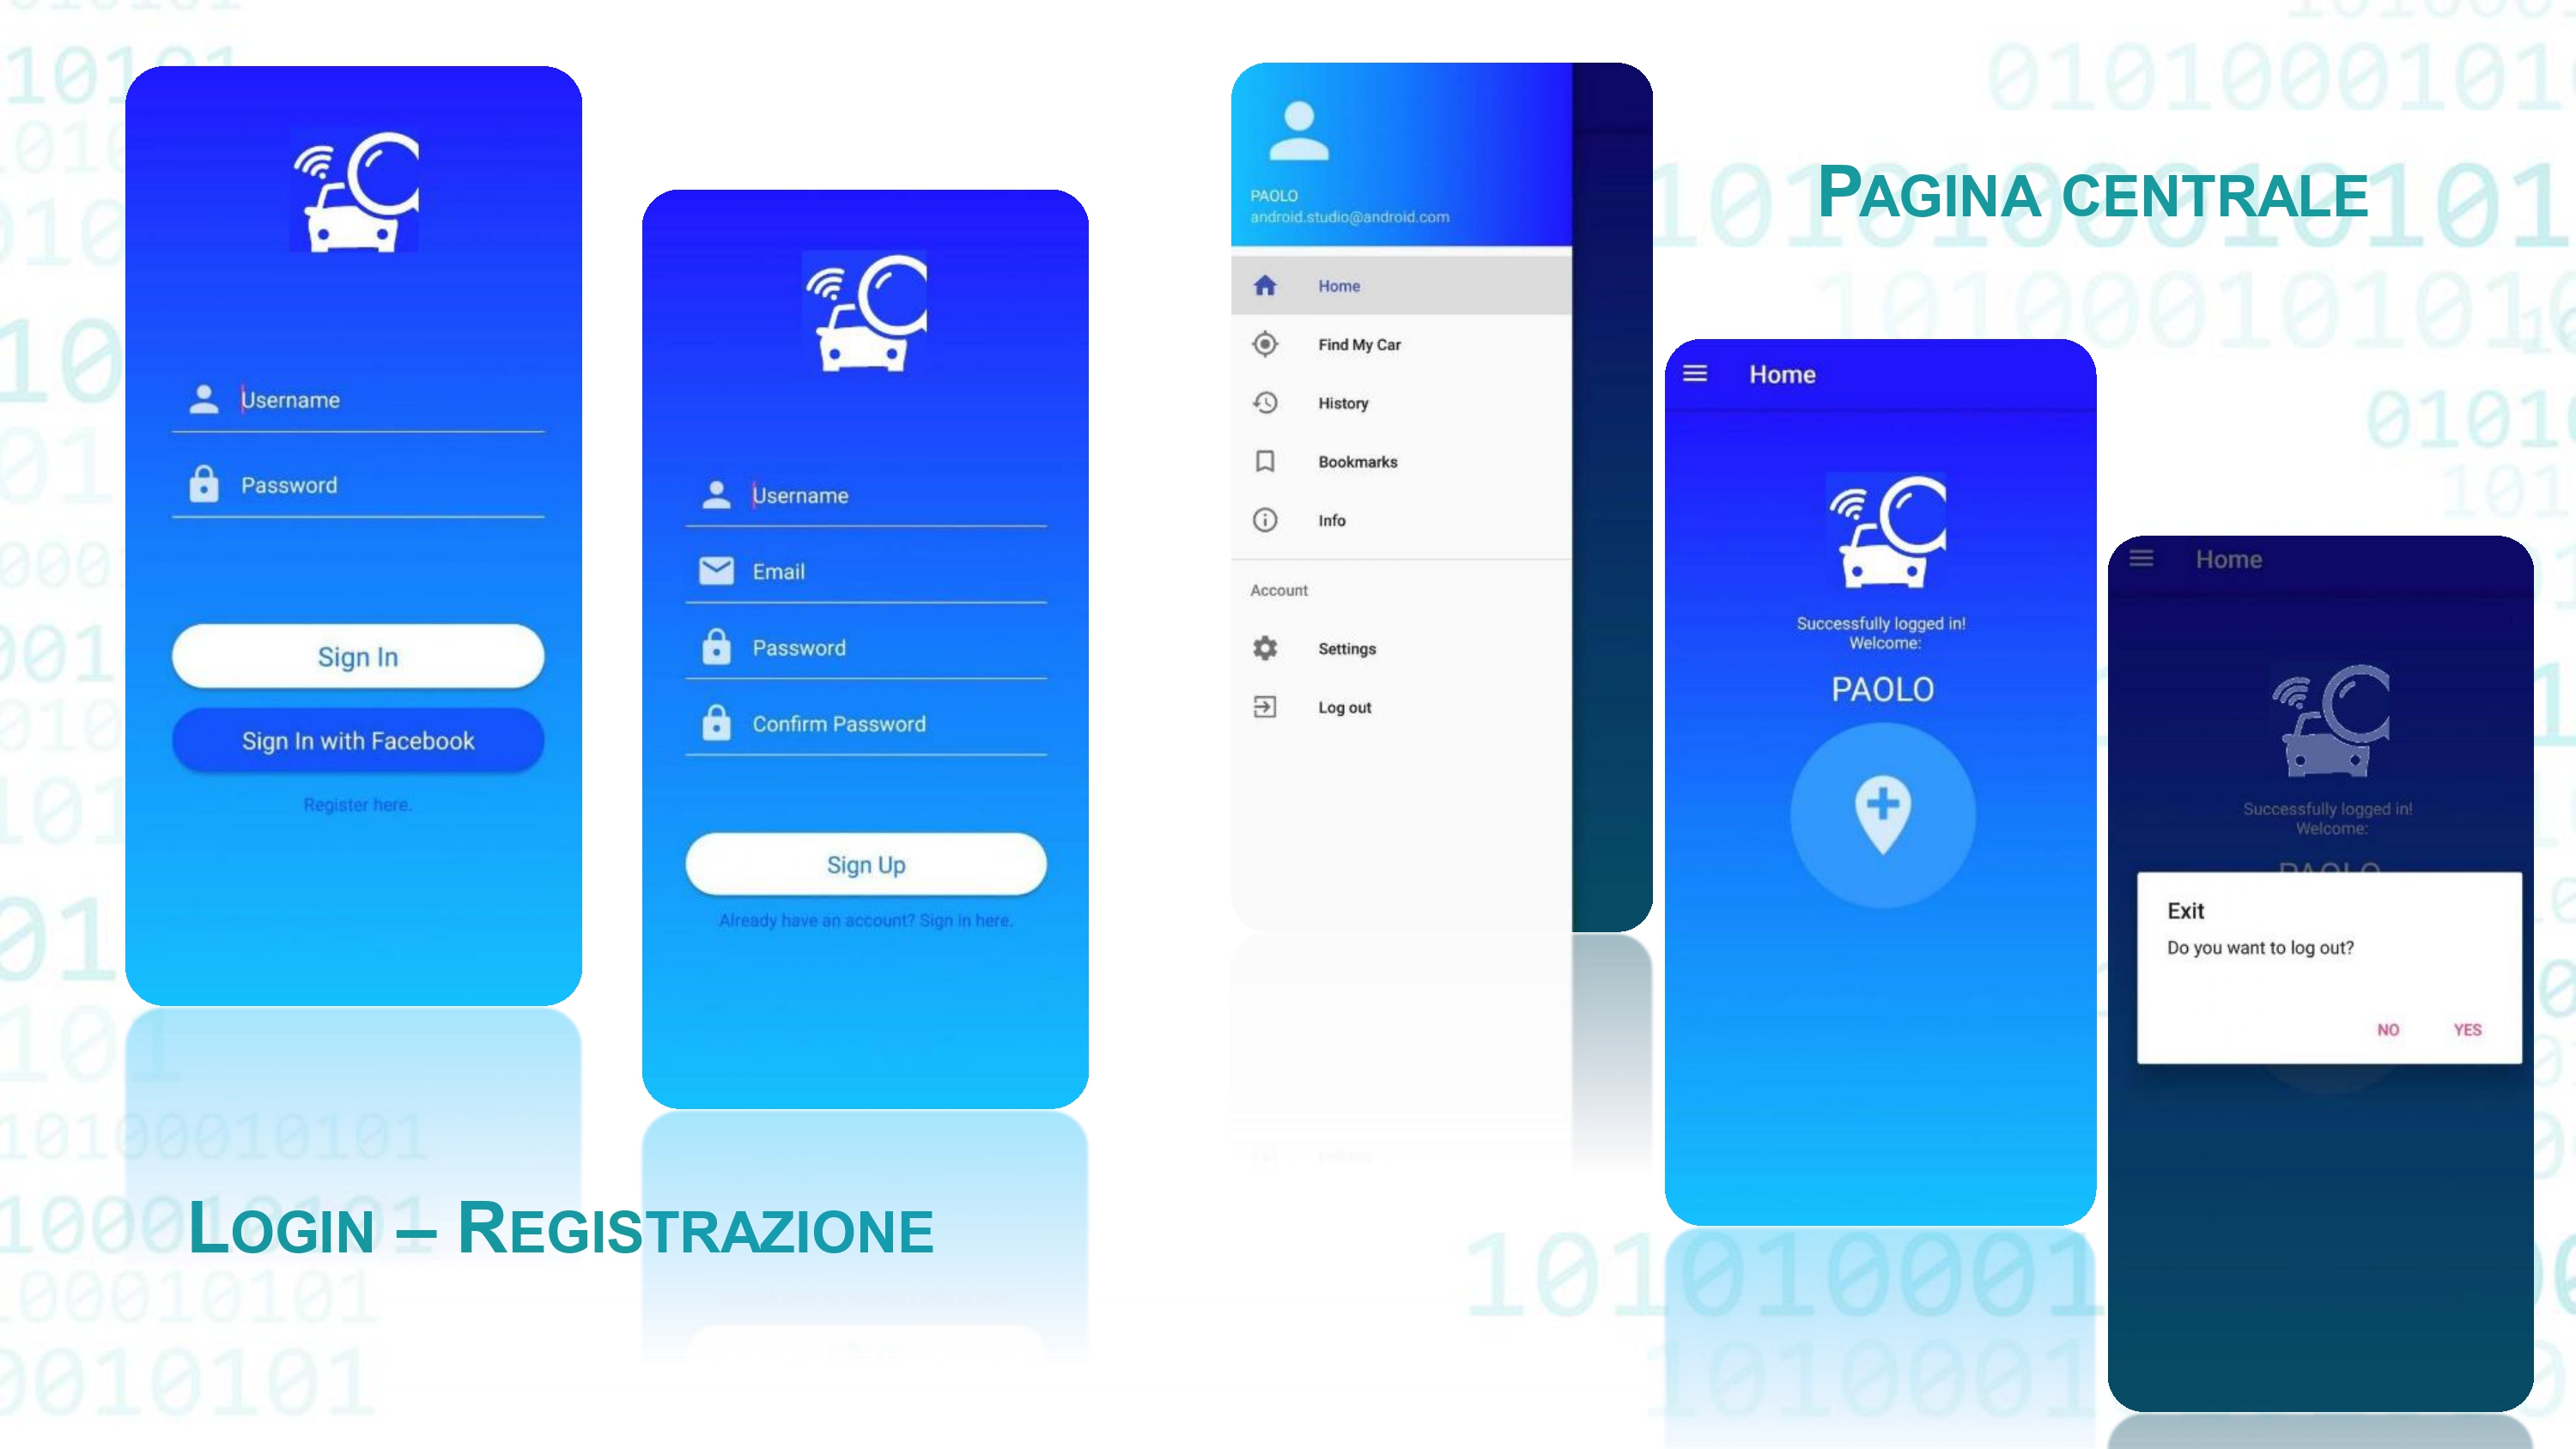 Username
Password
Sign In
Sign In with Facebook
Register here.
Username
Email
Password
Confirm Password
Sign Up
Already have an account? Sign in here.
LOGIN – REGISTRAZIONE
PAGINA CENTRALE
PAOLO
android.studio@android.com
Home
Find My Car
History
Bookmarks
Info
Account
Settings
Log out
Home
Successfully logged in!
Welcome:
PAOLO
Home
Successfully logged in!
Welcome:
PAOLO
Exit
Do you want to log out?
NO YES